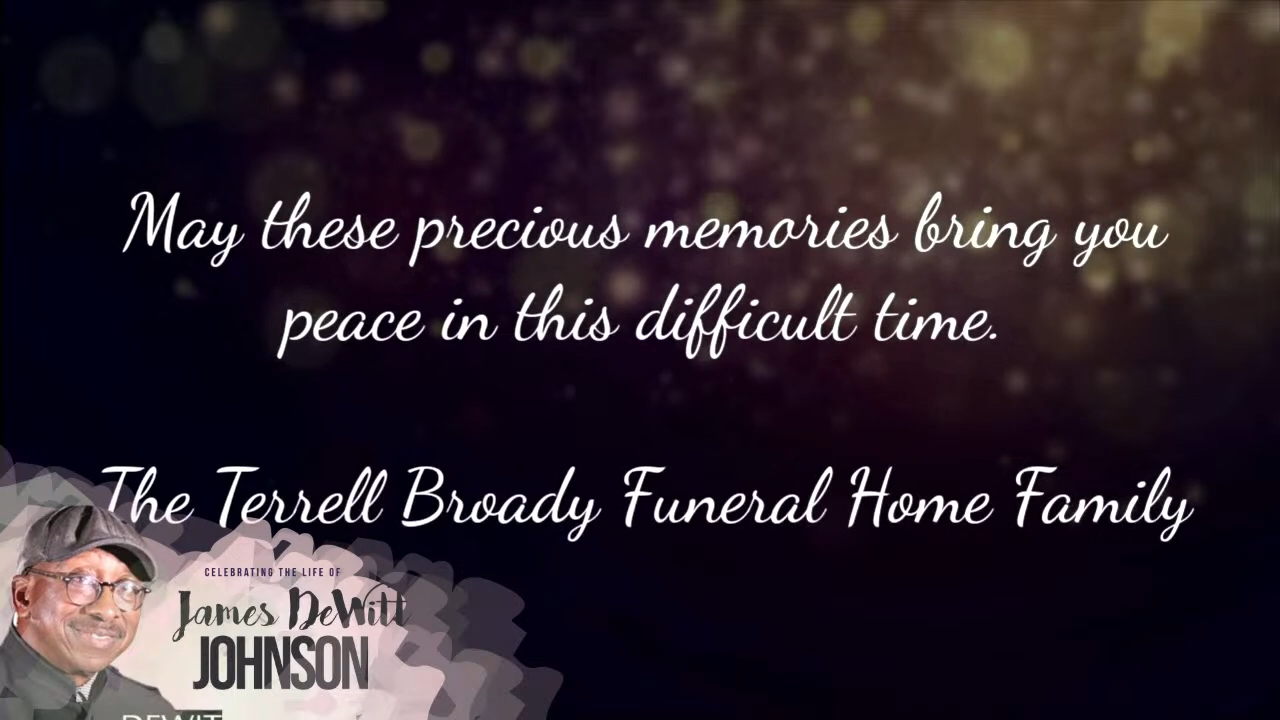 May these precious memories bring you
peace in this difficult time.
The Terrell Broady Funeral Home Family
CELEBRATING THE LIFE OF
James DeWitt
JOHNSON